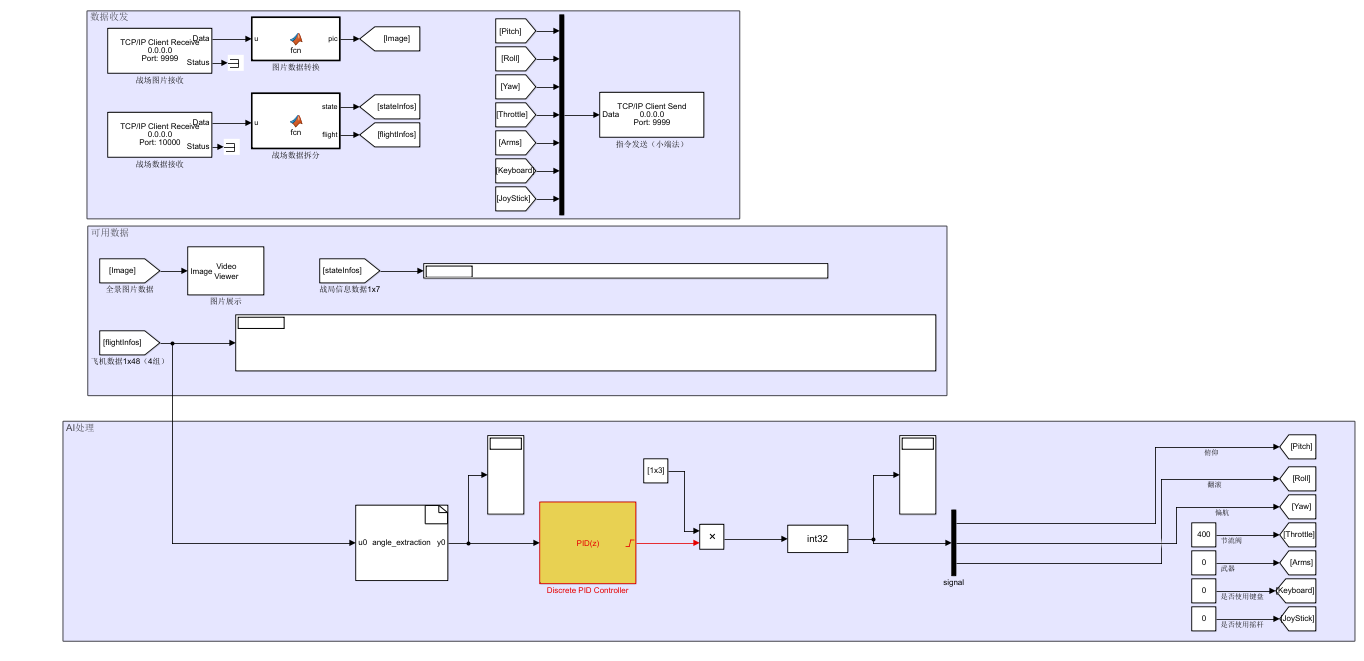 数据收发
TCP/IP Client Receive
0.0.0.0
Port: 9999
Data
Status
战场图片接收
u
fcn
pic
图片数据转换
[Image]
TCP/IP Client Receive
0.0.0.0
Port: 10000
Data
Status
战场数据接收
u
fcn
state
flight
战场数据拆分
[stateInfos]
[flightInfos]
[Pitch]
[Roll]
[Yaw]
[Throttle]
[Arms]
[Keyboard]
[JoyStick]
Data
TCP/IP Client Send
0.0.0.0
Port: 9999
指令发送（小端法）
可用数据
[Image]
全景图片数据
Image
Video
Viewer
图片展示
[stateInfos]
战局信息数据1x7
[flightInfos]
飞机数据1x48（4组）
AI处理
u0
angle_extraction
y0
PID(z)
Discrete PID Controller
[1x3]
×
int32
signal
俯仰
[Pitch]
翻滚
[Roll]
偏航
[Yaw]
400
节流阀
[Throttle]
0
武器
[Arms]
0
是否使用键盘
[Keyboard]
0
是否使用摇杆
[JoyStick]